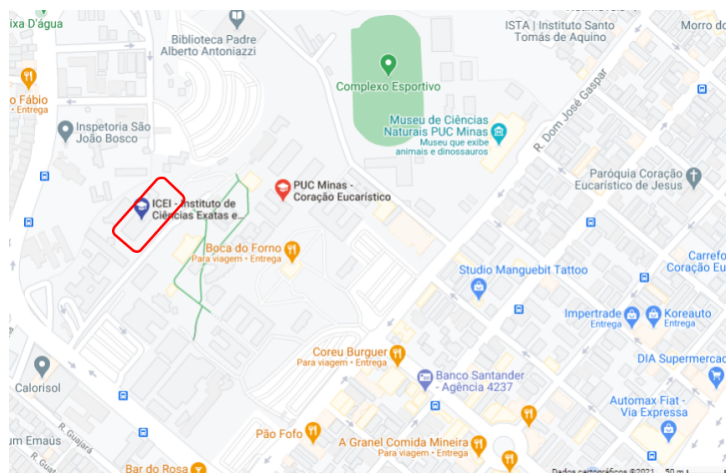 ISTA | Instituto Santo
Tomás de Aquino
Morro do
ixa D'água
Biblioteca Padre
Alberto Antoniazzi
o Fábio
• Entrega
Complexo Esportivo
R. Dom José Gaspar
Museu de Ciências
Naturais PUC Minas
Museu que exibe
animais e dinossauros
Inspetoria São
João Bosco
Paróquia Coração
Eucarístico de Jesus
PUC Minas -
Coração Eucarístico
ICEI - Instituto de
Ciências Exatas e...
Boca do Forno
Para viagem • Entrega
Carrefo
Coração Eu
Studio Manguebit Tattoo
Impertrade
Entrega
Koreauto
Entrega
Coreu Burguer
Para viagem • Entrega
DIA Supermerca
Calorisol
Banco Santander
- Agência 4237
Automax Fiat -
Via Expressa
R. Guajará
um Emaus
R. Gua
Pão Fofo
A Granel Comida Mineira
Para viagem • Entrega
Bar do Rosa
Dados cartográficos ©2021
50 m